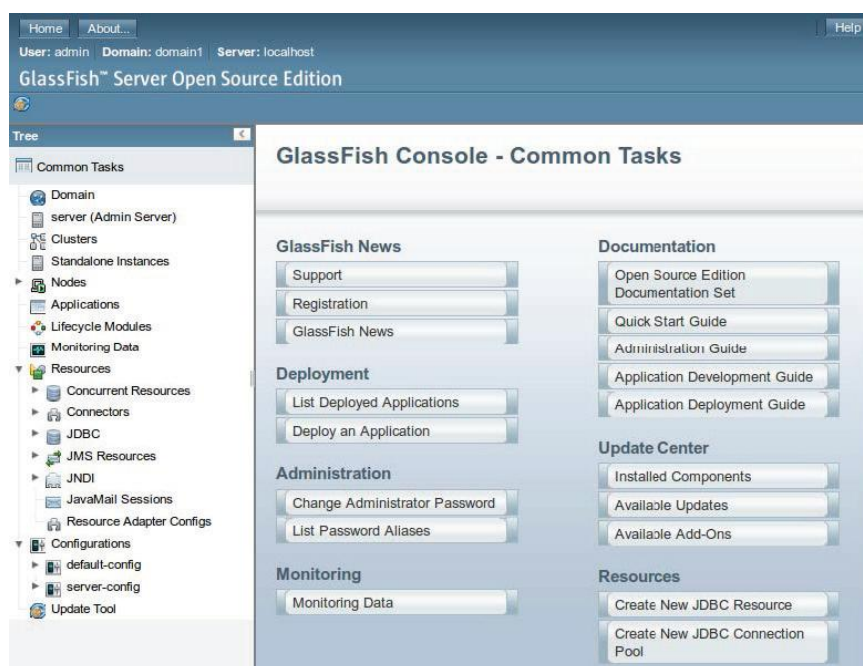 Home About... Help
User: admin Domain: domain1 Server: localhost
GlassFish™ Server Open Source Edition
Tree
Common Tasks
Domain
server (Admin Server)
Clusters
Standalone Instances
Nodes
Applications
Lifecycle Modules
Monitoring Data
Resources
Concurrent Resources
Connectors
JDBC
JMS Resources
JNDI
JavaMail Sessions
Resource Adapter Configs
Configurations
default-config
server-config
Update Tool
GlassFish Console - Common Tasks
GlassFish News
Support
Registration
GlassFish News
Deployment
List Deployed Applications
Deploy an Application
Administration
Change Administrator Password
List Password Aliases
Monitoring
Monitoring Data
Documentation
Open Source Edition
Documentation Set
Quick Start Guide
Administration Guide
Application Development Guide
Application Deployment Guide
Update Center
Installed Components
Available Updates
Available Add-Ons
Resources
Create New JDBC Resource
Create New JDBC Connection
Pool